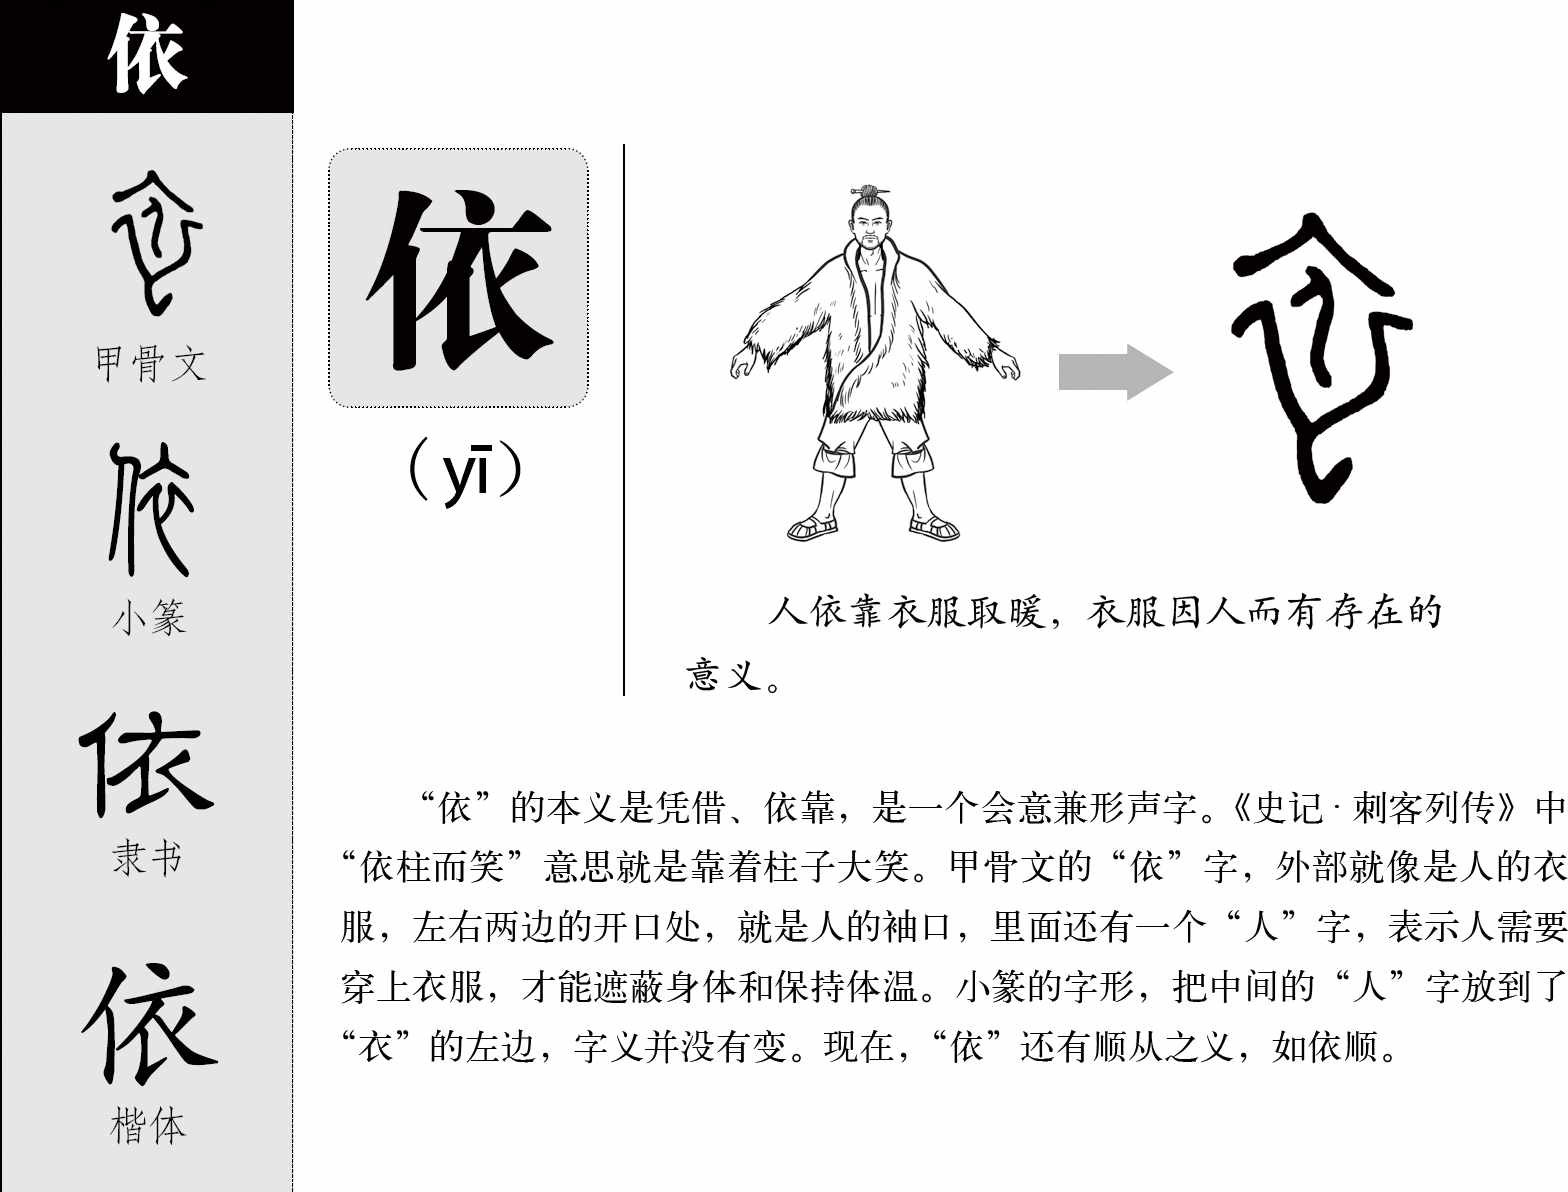 依
甲骨文
小篆
隶书
楷体
依
（yī）
人依靠衣服取暖，衣服因人而有存在的
意义。
“依”的本义是凭借、依靠，是一个会意兼形声字。《史记·刺客列传》中
“依柱而笑”意思就是靠着柱子大笑。甲骨文的“依”字，外部就像是人的衣
服，左右两边的开口处，就是人的袖口，里面还有一个“人”字，表示人需要
穿上衣服，才能遮蔽身体和保持体温。小篆的字形，把中间的“人”字放到了
“衣”的左边，字义并没有变。现在，“依”还有顺从之义，如依顺。